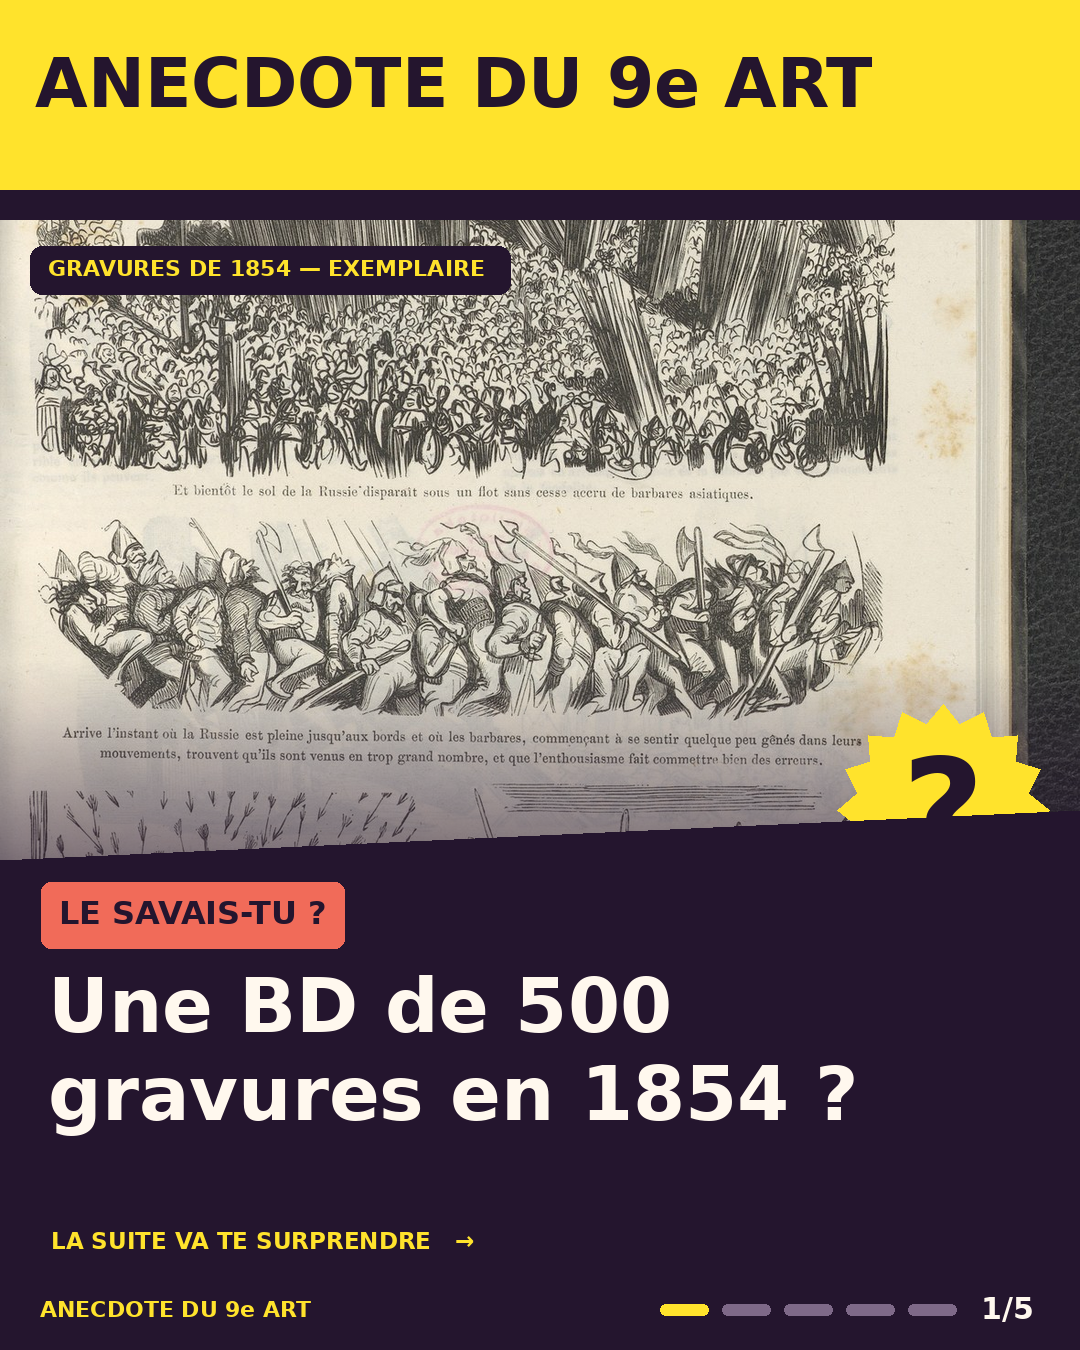 ANECDOTE DU 9e ART
GRAVURES DE 1854 — EXEMPLAIRE
Et bientôt le sol de la Russie disparaît sous un flot sans cesse accru de barbares asiatiques.
Arrive l'instant où la Russie est pleine jusqu'aux bords et où les barbares, commençant à se sentir quelque peu gênés dans leurs
mouvements, trouvent qu'ils sont venus en trop grand nombre, et que l'enthousiasme fait commettre bien des erreurs.
?
LE SAVAIS-TU ?
Une BD de 500
gravures en 1854 ?
LA SUITE VA TE SURPRENDRE →
ANECDOTE DU 9e ART
1/5